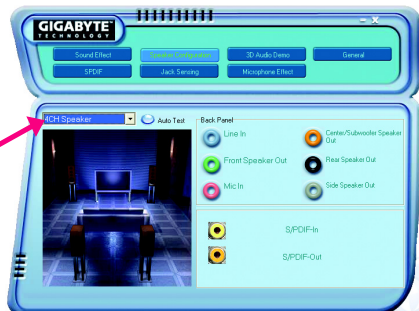 GIGABYTE™
TECHNOLOGY
Sound Effect Speaker Configuration 3D Audio Demo General
SPDIF Jack Sensing Microphone Effect
4CH Speaker Auto Test
Back Panel
Line In Center/Subwoofer Speaker Out
Front Speaker Out Rear Speaker Out
Mic In Side Speaker Out
S/PDIF-In
S/PDIF-Out